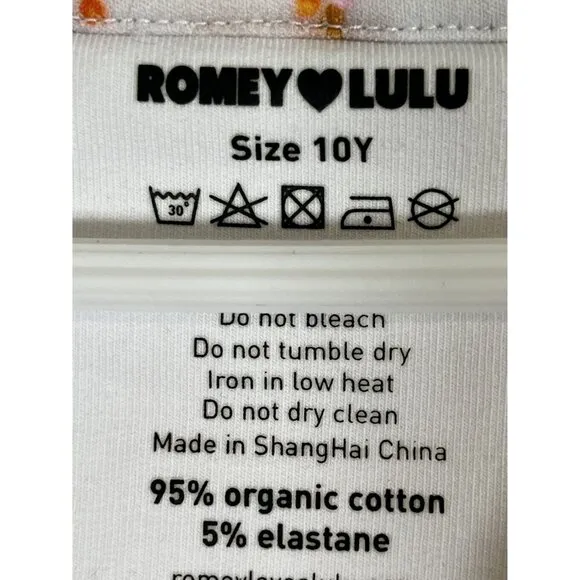 ROMEY♥LULU
Size 10Y
30°
Do not bleach
Do not tumble dry
Iron in low heat
Do not dry clean
Made in ShangHai China
95% organic cotton
5% elastane